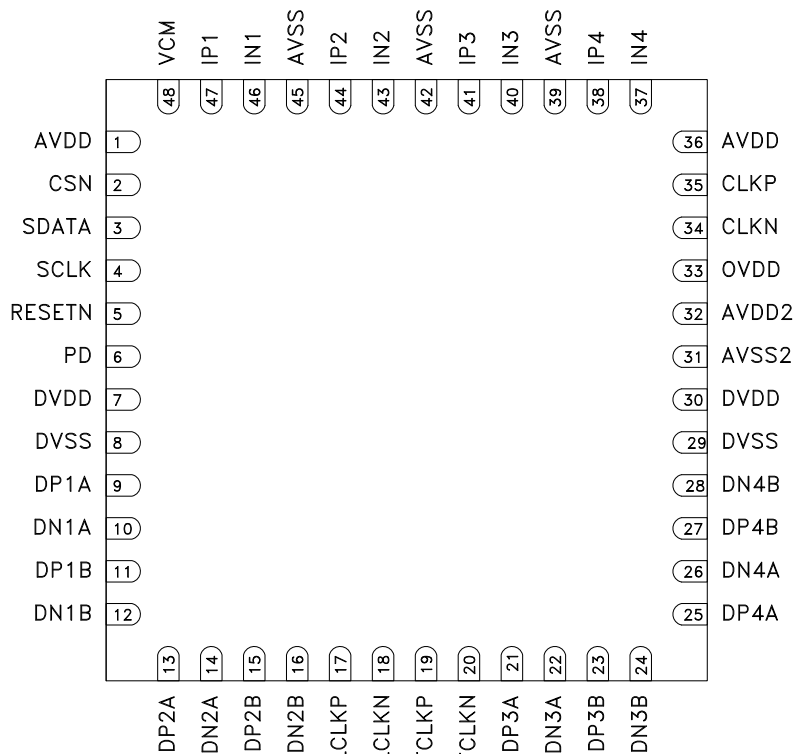 VCM IP1 IN1 AVSS IP2 IN2 AVSS IP3 IN3 AVSS IP4 IN4
48 47 46 45 44 43 42 41 40 39 38 37
AVDD 1 36 AVDD
CSN 2 35 CLKP
SDATA 3 34 CLKN
SCLK 4 33 OVDD
RESETN 5 32 AVDD2
PD 6 31 AVSS2
DVDD 7 30 DVDD
DVSS 8 29 DVSS
DP1A 9 28 DN4B
DN1A 10 27 DP4B
DP1B 11 26 DN4A
DN1B 12 25 DP4A
13 14 15 16 17 18 19 20 21 22 23 24
DP2A DN2A DP2B DN2B CLKP CLKN CLKP CLKN DP3A DN3A DP3B DN3B